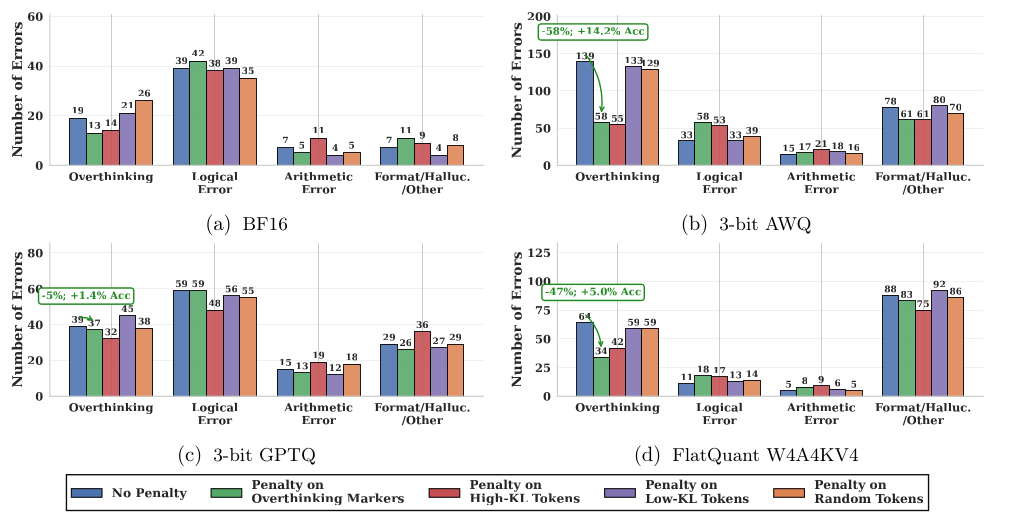 Number of Errors
60
40
20
0
19 13 14 21 26
39 42 38 39 35
7 5 11 4 5
7 11 9 4 8
Overthinking Logical Error Arithmetic Error Format/Halluc. /Other
(a) BF16
Number of Errors
200
150
100
50
0
-58%; +14.2% Acc
139 58 55 133 129
33 58 53 33 39
15 17 21 18 16
78 61 61 80 70
Overthinking Logical Error Arithmetic Error Format/Halluc. /Other
(b) 3-bit AWQ
Number of Errors
80
60
40
20
0
-5%; +1.4% Acc
39 37 32 45 38
59 59 48 56 55
15 13 19 12 18
29 26 36 27 29
Overthinking Logical Error Arithmetic Error Format/Halluc. /Other
(c) 3-bit GPTQ
Number of Errors
125
100
75
50
25
0
-47%; +5.0% Acc
64 34 42 59 59
11 18 17 13 14
5 8 9 6 5
88 83 75 92 86
Overthinking Logical Error Arithmetic Error Format/Halluc. /Other
(d) FlatQuant W4A4KV4
No Penalty
Penalty on
Overthinking Markers
Penalty on
High-KL Tokens
Penalty on
Low-KL Tokens
Penalty on
Random Tokens